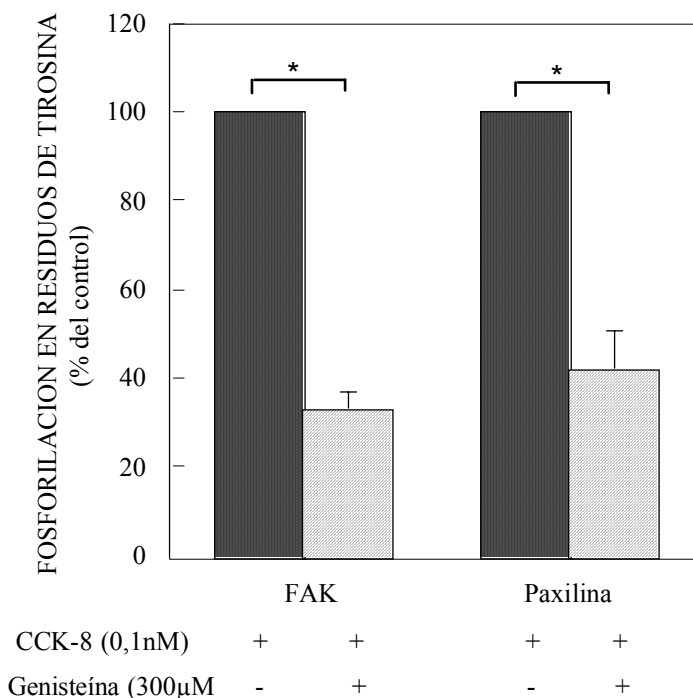 FOSFORILACION EN RESIDUOS DE TIROSINA
(% del control)
120
100
80
60
40
20
0
*
*
FAK Paxilina
CCK-8 (0,1nM) + + + +
Genisteína (300µM - + - +